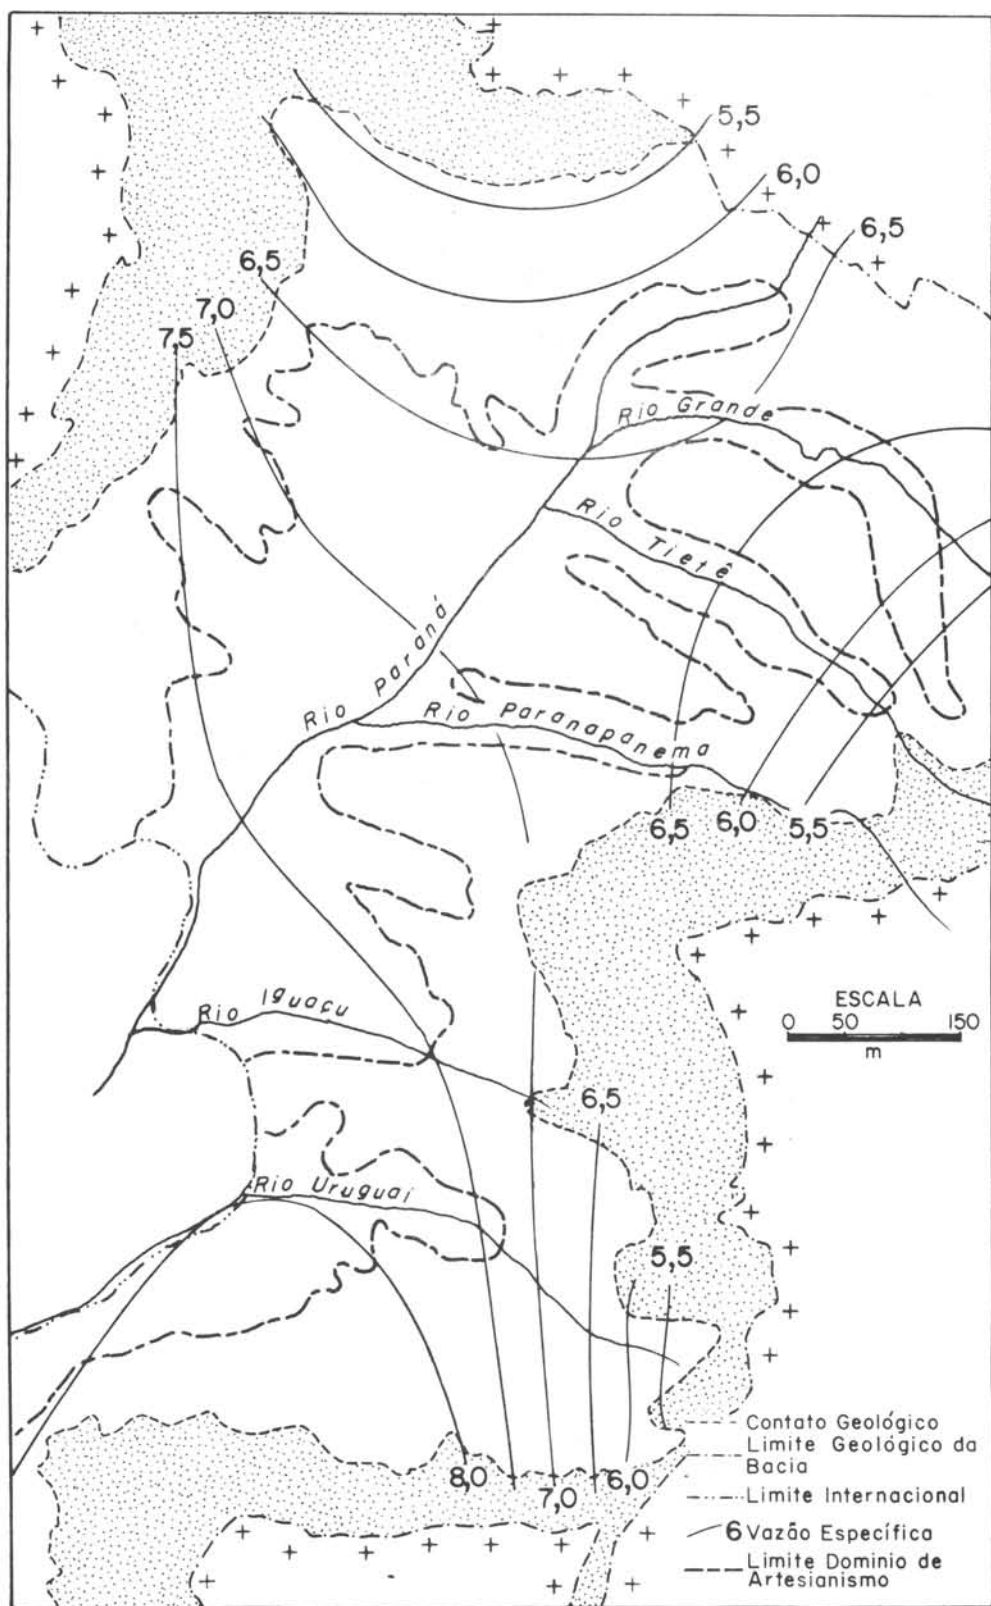 5,5
6,0
6,5
6,5
7,0
7,5
Rio Grande
Rio Tietê
Rio Paraná
Rio Paranapanema
6,5
6,0
5,5
ESCALA
0 50 150
m
Rio Iguaçu
6,5
Rio Uruguai
5,5
8,0
7,0
6,0
Contato Geológico
Limite Geológico da
Bacia
Limite Internacional
6 Vazão Específica
Limite Dominio de
Artesianismo